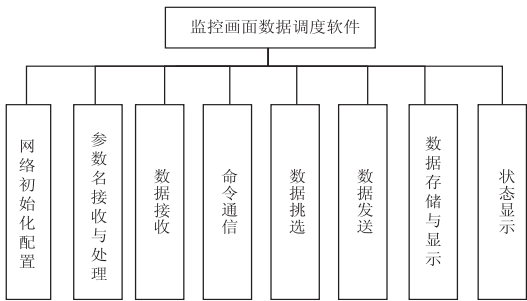 监控画面数据调度软件
网络初始化配置
参数名接收与处理
数据接收
命令通信
数据挑选
数据发送
数据存储与显示
状态显示